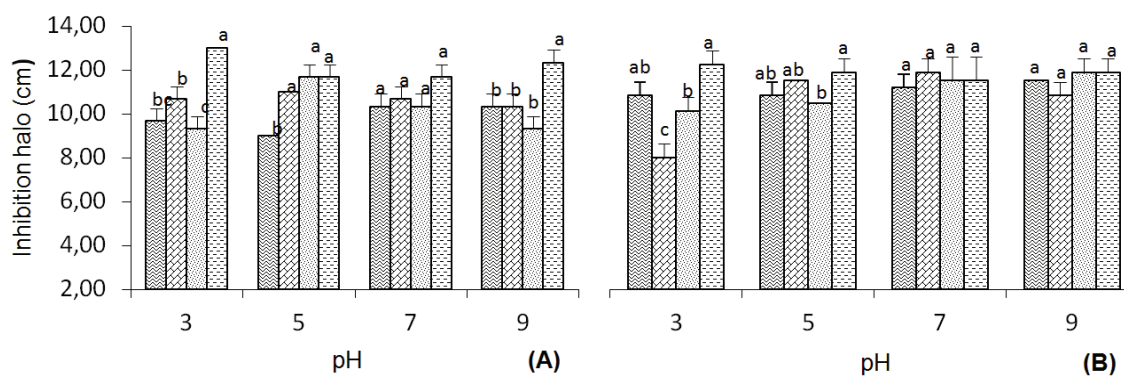 14,00
12,00
10,00
8,00
6,00
4,00
2,00
Inhibition halo (cm)
bc b c a
b a a a
a a a a
b b b a
ab c b a
ab ab b a
a a a a
a a a a
3 5 7 9 3 5 7 9
pH (A) pH (B)